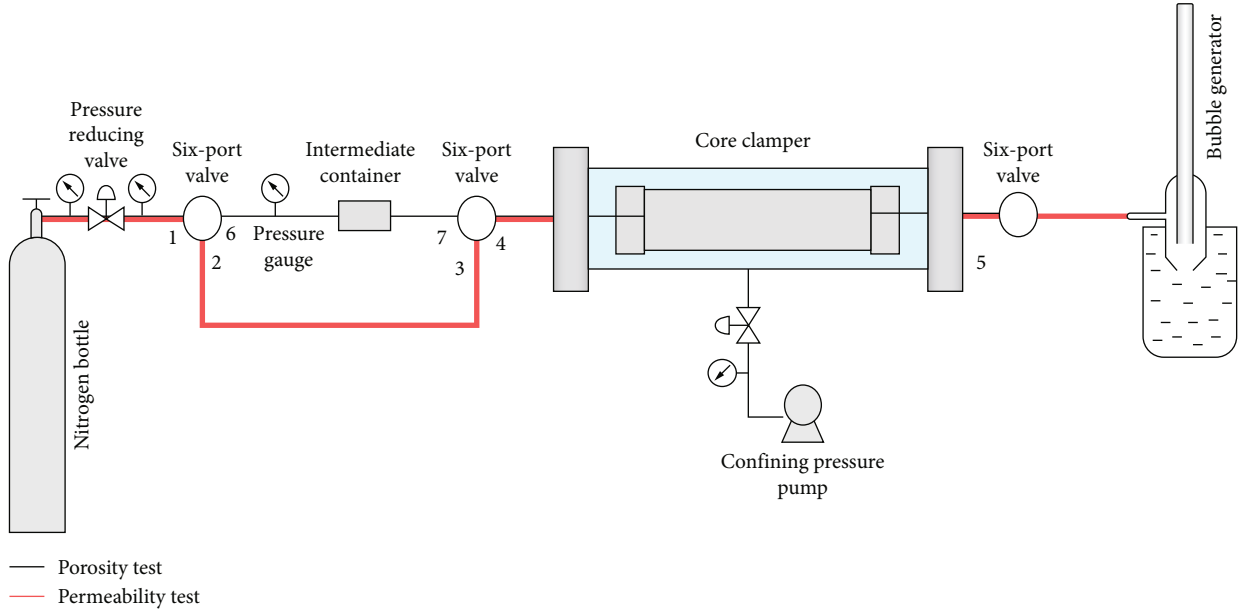 Pressure
reducing
valve
Six-port
valve
Intermediate
container
Six-port
valve
Core clamper
Six-port
valve
Bubble generator
1
6
2
Pressure
gauge
7
4
3
5
Nitrogen bottle
Confining pressure
pump
Porosity test
Permeability test